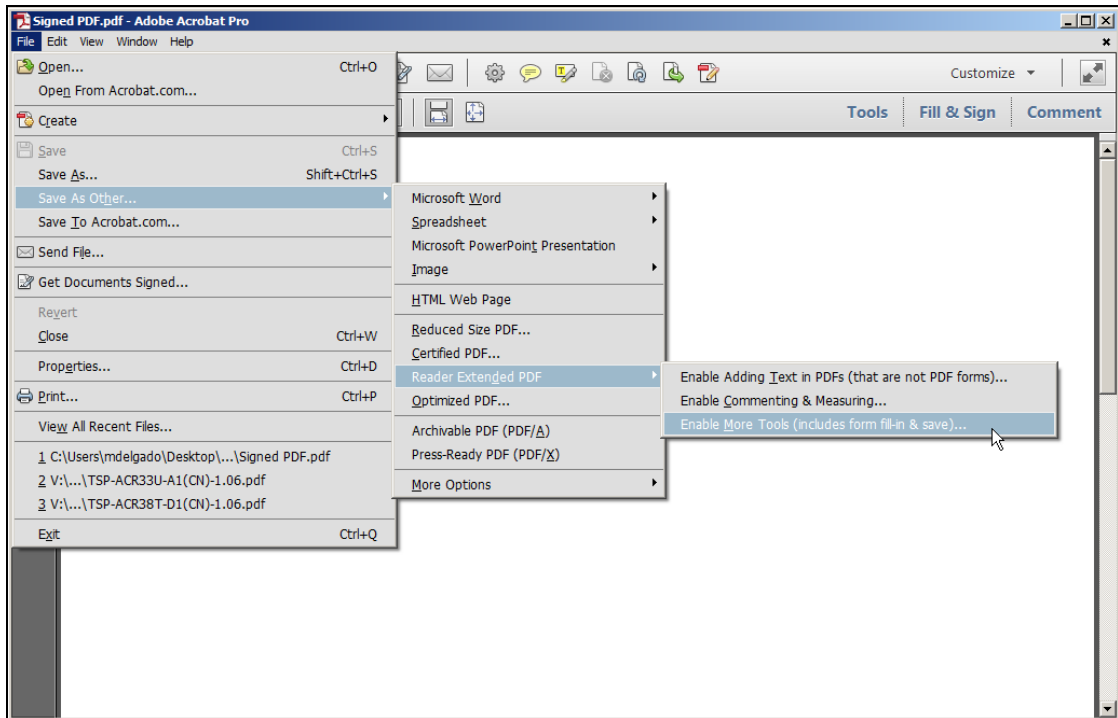 Signed PDF.pdf - Adobe Acrobat Pro
File Edit View Window Help
Customize
Tools Fill & Sign Comment
Open... Ctrl+O
Open From Acrobat.com...
Create
Save Ctrl+S
Save As... Shift+Ctrl+S
Save As Other...
Save To Acrobat.com...
Send File...
Get Documents Signed...
Revert
Close Ctrl+W
Properties... Ctrl+D
Print... Ctrl+P
View All Recent Files...
1 C:\Users\mdelgado\Desktop\...\Signed PDF.pdf
2 V:\...\TSP-ACR33U-A1(CN)-1.06.pdf
3 V:\...\TSP-ACR38T-D1(CN)-1.06.pdf
Exit Ctrl+Q
Microsoft Word
Spreadsheet
Microsoft PowerPoint Presentation
Image
HTML Web Page
Reduced Size PDF...
Certified PDF...
Reader Extended PDF
Optimized PDF...
Archivable PDF (PDF/A)
Press-Ready PDF (PDF/X)
More Options
Enable Adding Text in PDFs (that are not PDF forms)...
Enable Commenting & Measuring...
Enable More Tools (includes form fill-in & save)...